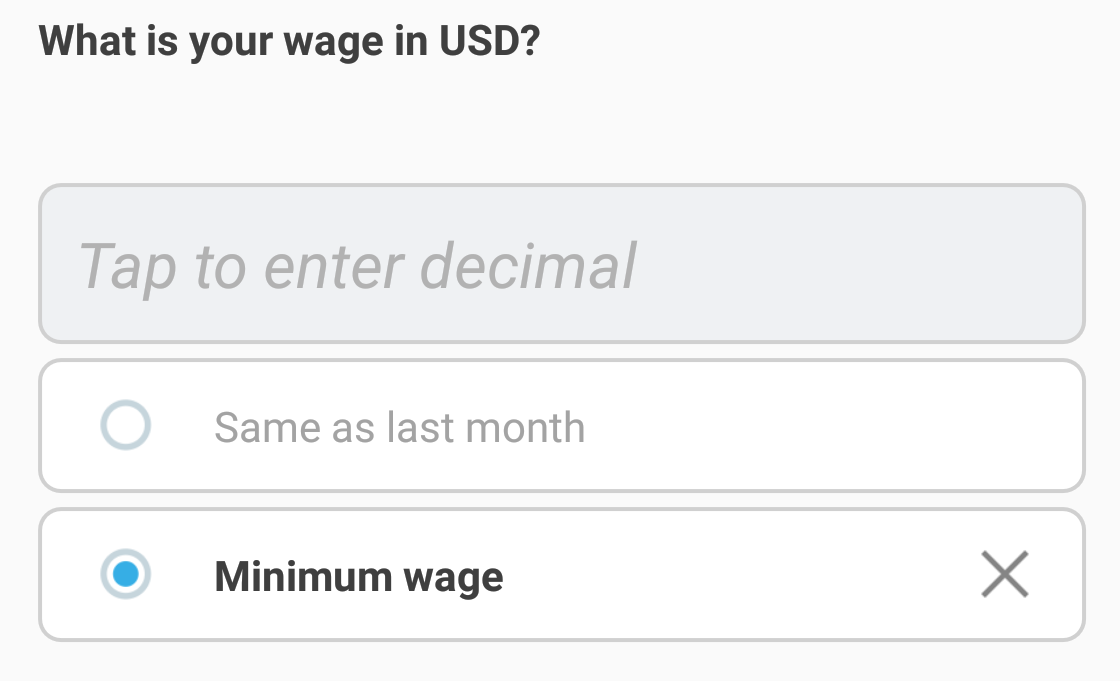 What is your wage in USD?
Tap to enter decimal
Same as last month
Minimum wage